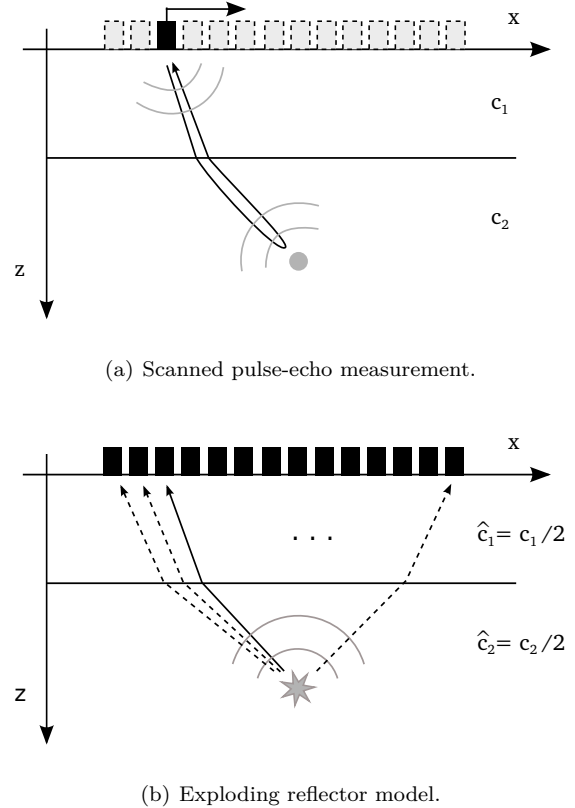 x
c₁
c₂
z
(a) Scanned pulse-echo measurement.
x
. . .
ĉ₁= c₁/2
ĉ₂= c₂/2
z
(b) Exploding reflector model.